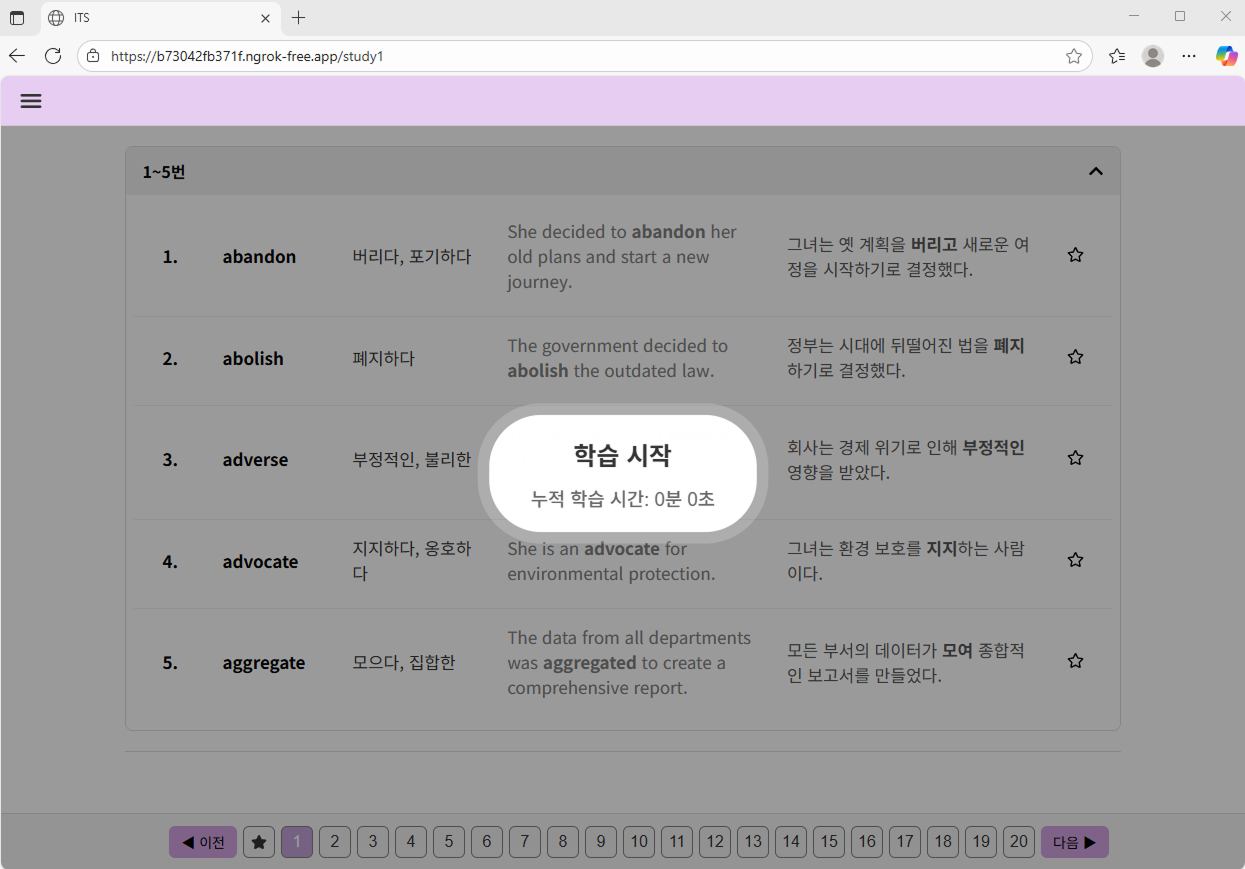 ITS
https://b73042fb371f.ngrok-free.app/study1
1~5번
1.
abandon
버리다, 포기하다
She decided to abandon her
old plans and start a new
journey.
그녀는 옛 계획을 버리고 새로운 여
정을 시작하기로 결정했다.
2.
abolish
폐지하다
The government decided to
abolish the outdated law.
정부는 시대에 뒤떨어진 법을 폐지
하기로 결정했다.
3.
adverse
부정적인, 불리한
회사는 경제 위기로 인해 부정적인
영향을 받았다.
학습 시작
누적 학습 시간: 0분 0초
4.
advocate
지지하다, 옹호하
다
She is an advocate for
environmental protection.
그녀는 환경 보호를 지지하는 사람
이다.
5.
aggregate
모으다, 집합한
The data from all departments
was aggregated to create a
comprehensive report.
모든 부서의 데이터가 모여 종합적
인 보고서를 만들었다.
◀ 이전 ★ 1 2 3 4 5 6 7 8 9 10 11 12 13 14 15 16 17 18 19 20 다음 ▶